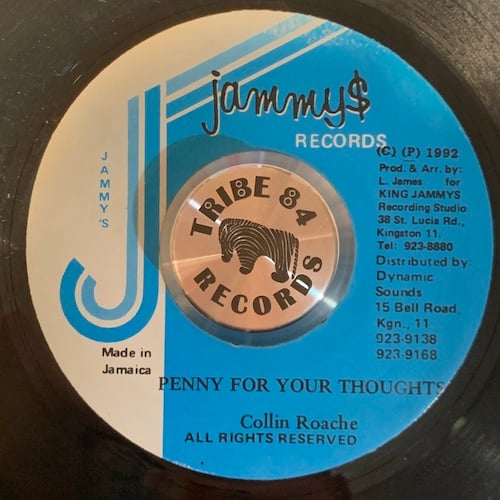 jammy$
RECORDS
JAMMY'S
(C) (P) 1992
Prod. & Arr. by:
L. James for
KING JAMMYS
Recording Studio
38 St. Lucia Rd.,
Kingston 11.
Tel: 923-8880
Distributed by:
Dynamic
Sounds
15 Bell Road,
Kgn., 11
923-9138
923-9168
TRIBE 84
RECORDS
Made in
Jamaica
PENNY FOR YOUR THOUGHTS
Collin Roache
ALL RIGHTS RESERVED